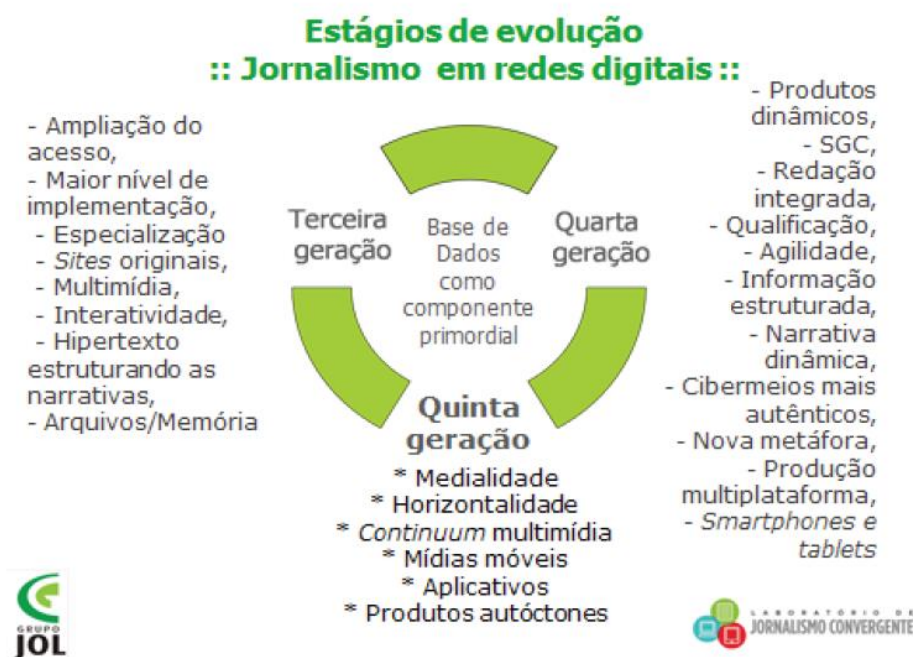 Estágios de evolução
:: Jornalismo em redes digitais ::
- Ampliação do
acesso,
- Maior nível de
implementação,
- Especialização
- Sites originais,
- Multimídia,
- Interatividade,
- Hipertexto
estruturando as
narrativas,
- Arquivos/Memória
Terceira
geração
Base de
Dados
como
componente
primordial
Quarta
geração
- Produtos
dinâmicos,
- SGC,
- Redação
integrada,
- Qualificação,
- Agilidade,
- Informação
estruturada,
- Narrativa
dinâmica,
- Cibermeios mais
autênticos,
- Nova metáfora,
- Produção
multiplataforma,
- Smartphones e
tablets
Quinta
geração
* Medialidade
* Horizontalidade
* Continuum multimídia
* Mídias móveis
* Aplicativos
* Produtos autóctones
GRUPO
JOL
LABORATÓRIO DE
JORNALISMO CONVERGENTE